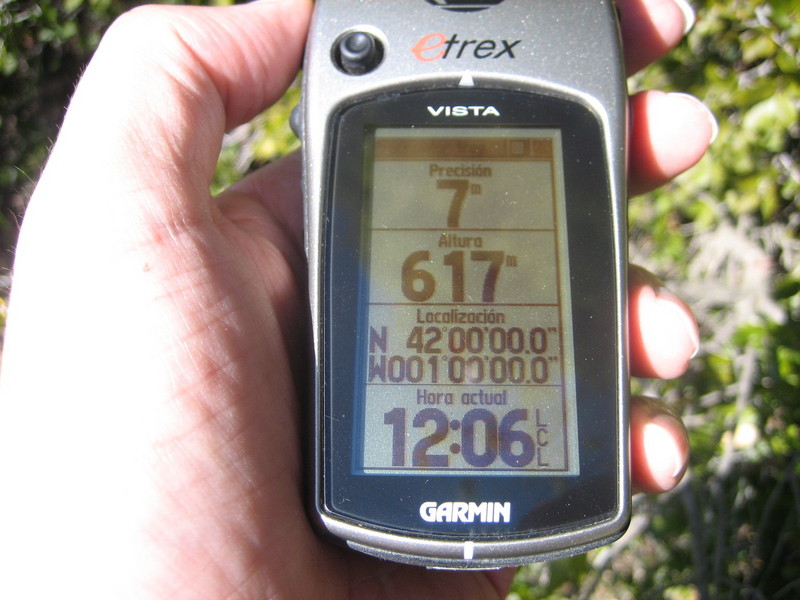 etrex
VISTA
Precisión
7m
Altura
617m
Localización
N 42°00'00.0"
W001°00'00.0"
Hora actual
12:06 LCL
GARMIN